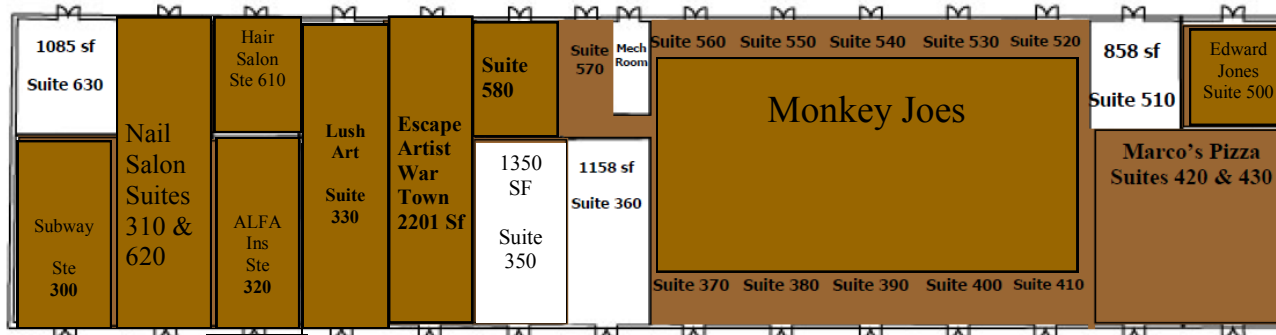 1085 sf
Suite 630
Subway
Ste
300
Nail
Salon
Suites
310 &
620
Hair
Salon
Ste 610
ALFA
Ins
Ste
320
Lush
Art
Suite
330
Escape
Artist
War
Town
2201 Sf
Suite
580
1350
SF
Suite
350
Suite
570
Mech
Room
1158 sf
Suite 360
Suite 560 Suite 550 Suite 540 Suite 530 Suite 520
Monkey Joes
Suite 370 Suite 380 Suite 390 Suite 400 Suite 410
858 sf
Suite 510
Edward
Jones
Suite 500
Marco’s Pizza
Suites 420 & 430